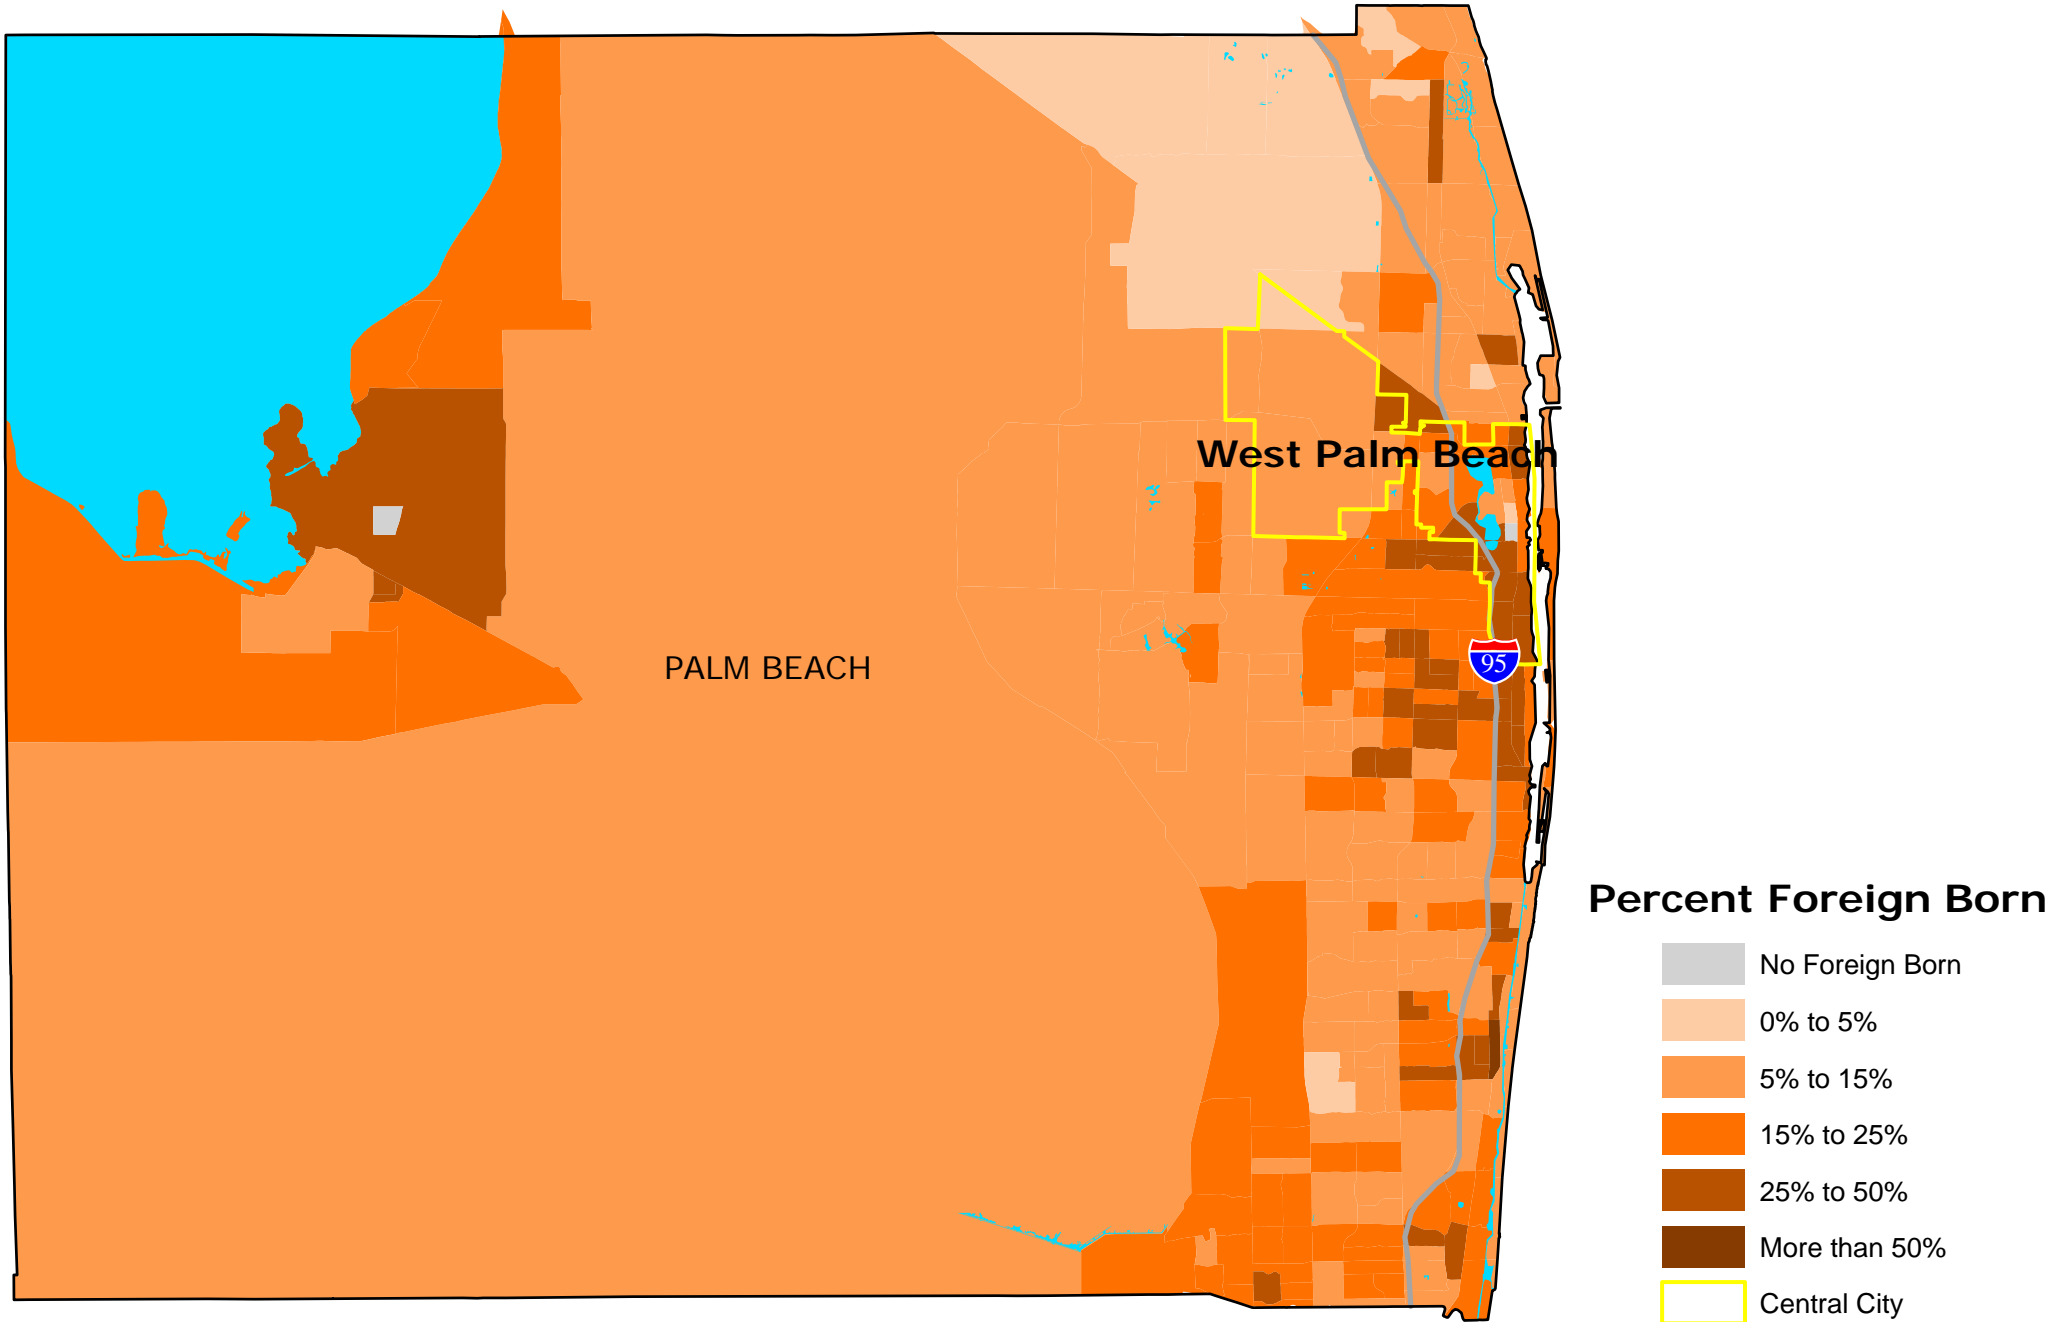 West Palm Beach
PALM BEACH
95
Percent Foreign Born
No Foreign Born
0% to 5%
5% to 15%
15% to 25%
25% to 50%
More than 50%
Central City